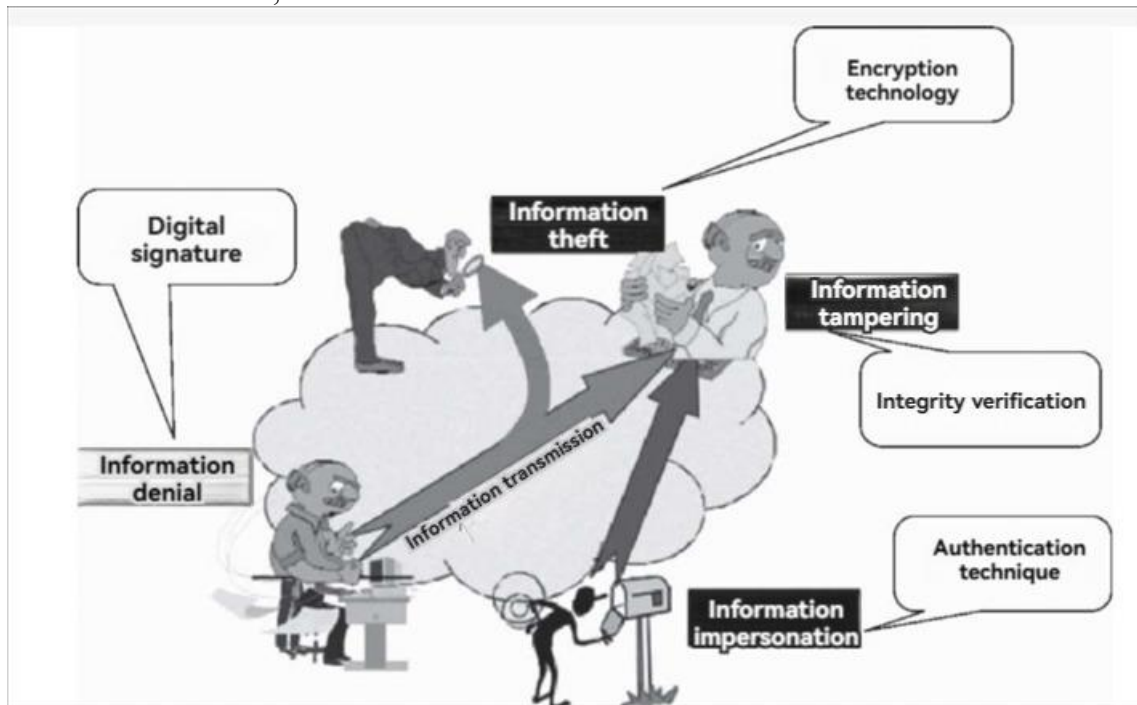 Encryption
technology
Information
theft
Digital
signature
Information
tampering
Integrity verification
Information
denial
Information transmission
Authentication
technique
Information
impersonation